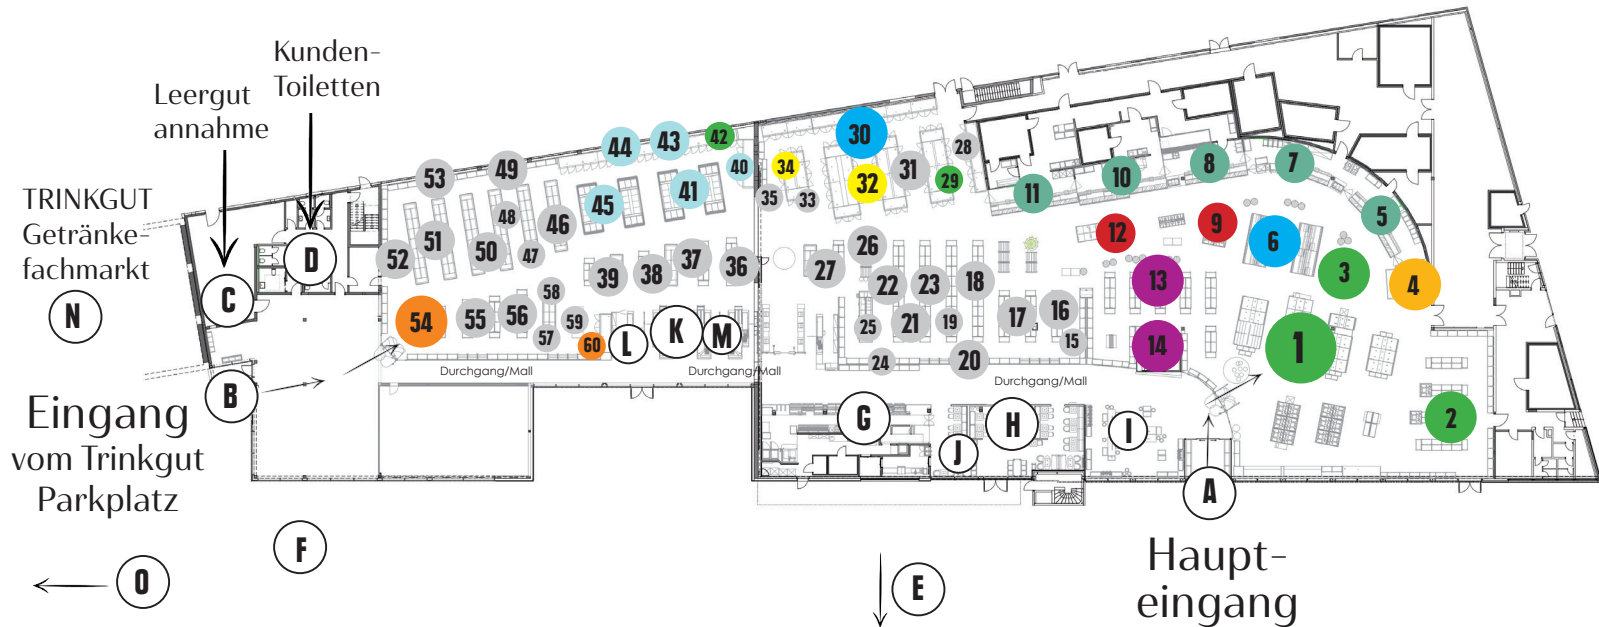 Kunden-
Toiletten
Leergut
annahme
TRINKGUT
Getränke-
fachmarkt
N
C
D
B
Eingang
vom Trinkgut
Parkplatz
F
O
53
49
44
43
42
40
41
45
46
48
47
50
51
52
39
38
37
36
58
54
55
56
57
59
60
L
K
M
Durchgang/Mall
Durchgang/Mall
30
34
32
31
28
29
35
33
11
10
8
7
5
12
9
6
3
4
26
27
22
23
18
13
25
21
19
17
16
15
14
24
20
1
2
Durchgang/Mall
G
H
J
I
A
E
Haupt-
eingang